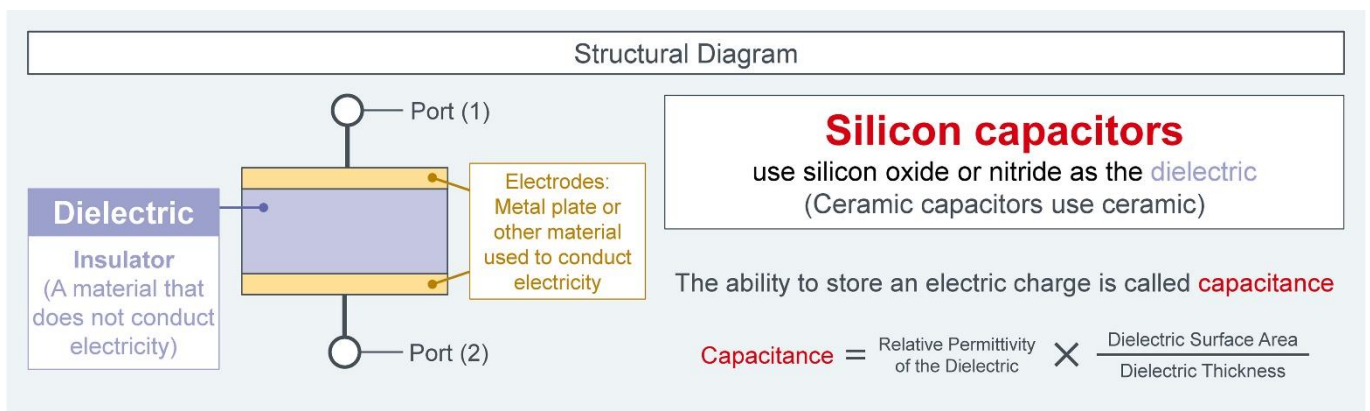 Structural Diagram
Port (1)
Dielectric
Insulator
(A material that
does not conduct
electricity)
Electrodes:
Metal plate or
other material
used to conduct
electricity
Port (2)
Silicon capacitors
use silicon oxide or nitride as the dielectric
(Ceramic capacitors use ceramic)
The ability to store an electric charge is called capacitance
Capacitance = Relative Permittivity of the Dielectric × Dielectric Surface Area / Dielectric Thickness